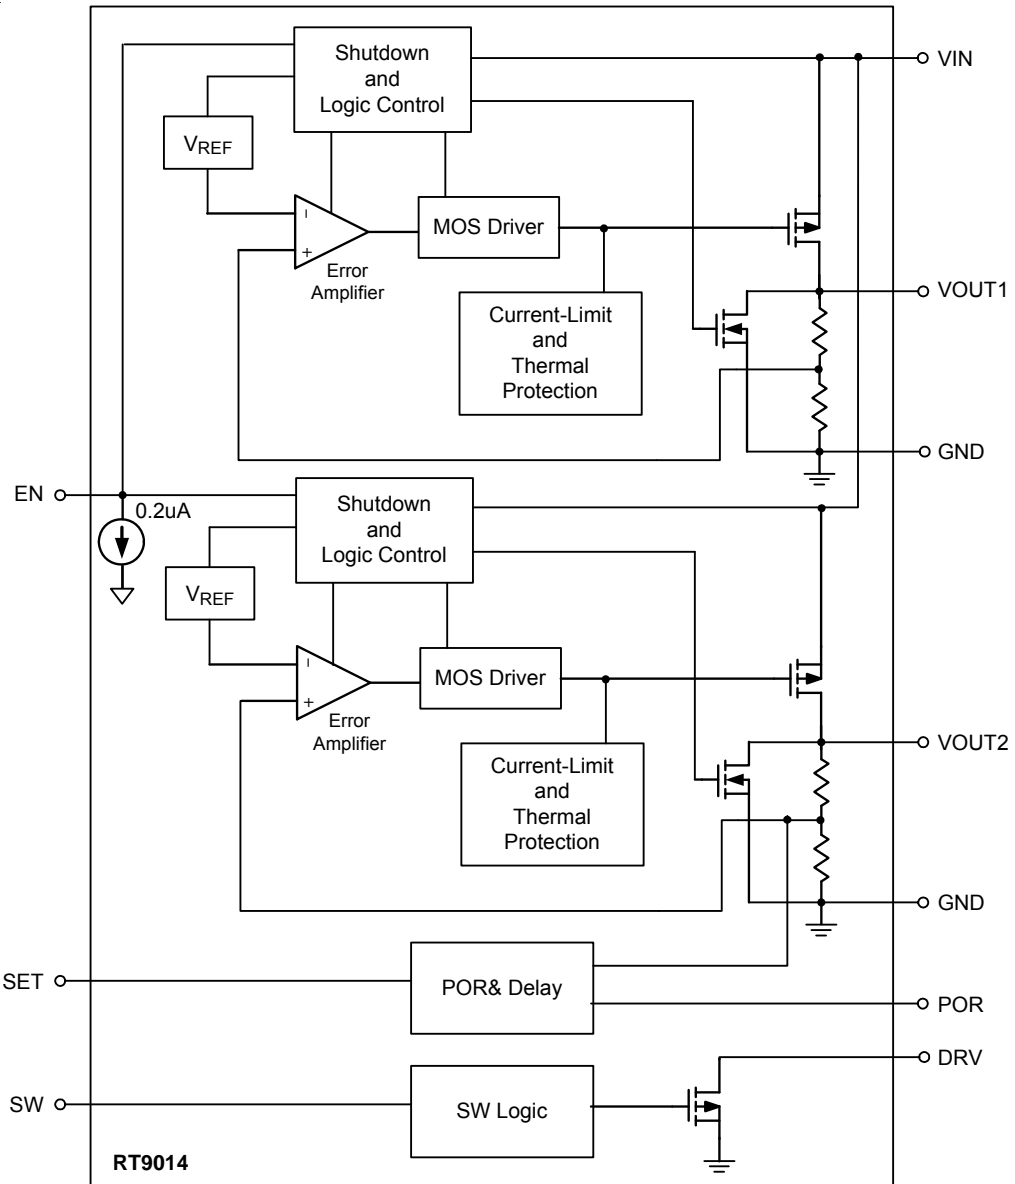 Shutdown
and
Logic Control
VIN
VREF
MOS Driver
−
+
Error
Amplifier
Current-Limit
and
Thermal
Protection
VOUT1
GND
EN
0.2uA
Shutdown
and
Logic Control
VREF
MOS Driver
−
+
Error
Amplifier
Current-Limit
and
Thermal
Protection
VOUT2
GND
SET
POR& Delay
POR
DRV
SW
SW Logic
RT9014